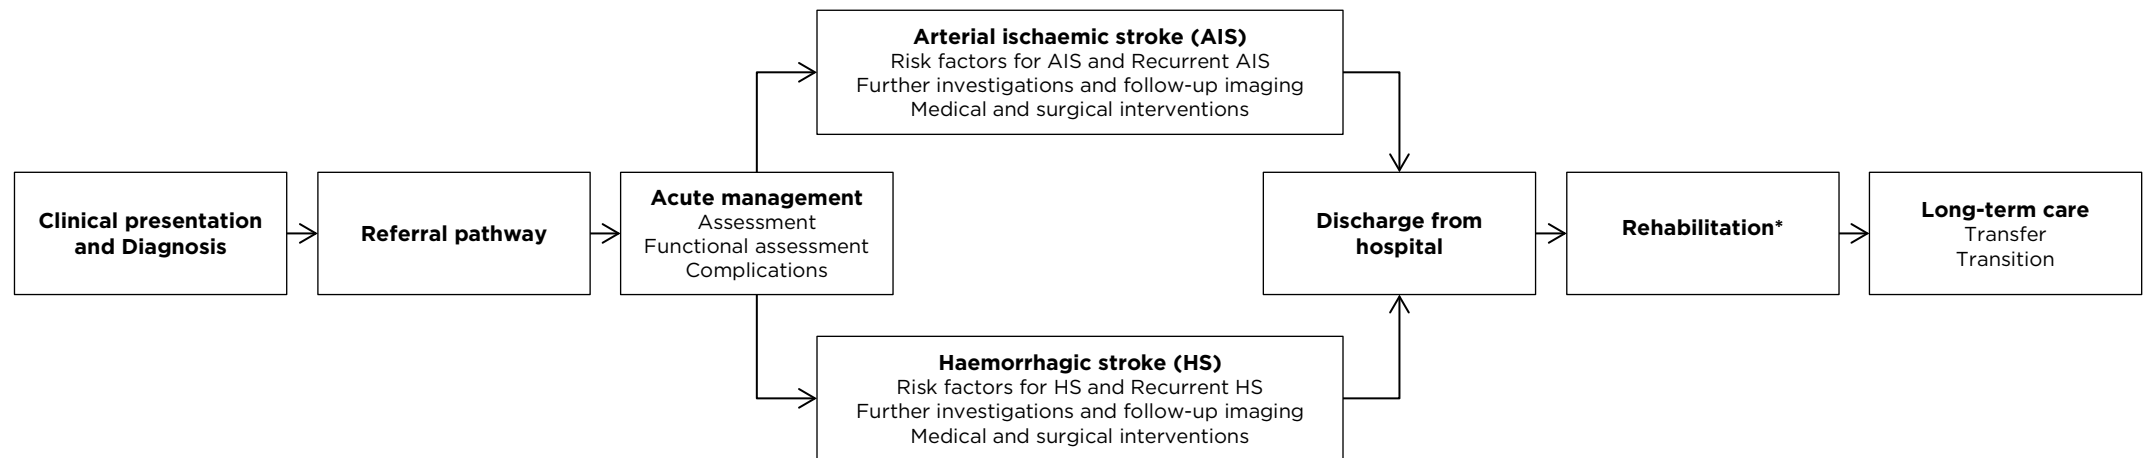 Clinical presentation
and Diagnosis
Referral pathway
Acute management
Assessment
Functional assessment
Complications
Arterial ischaemic stroke (AIS)
Risk factors for AIS and Recurrent AIS
Further investigations and follow-up imaging
Medical and surgical interventions
Haemorrhagic stroke (HS)
Risk factors for HS and Recurrent HS
Further investigations and follow-up imaging
Medical and surgical interventions
Discharge from
hospital
Rehabilitation*
Long-term care
Transfer
Transition